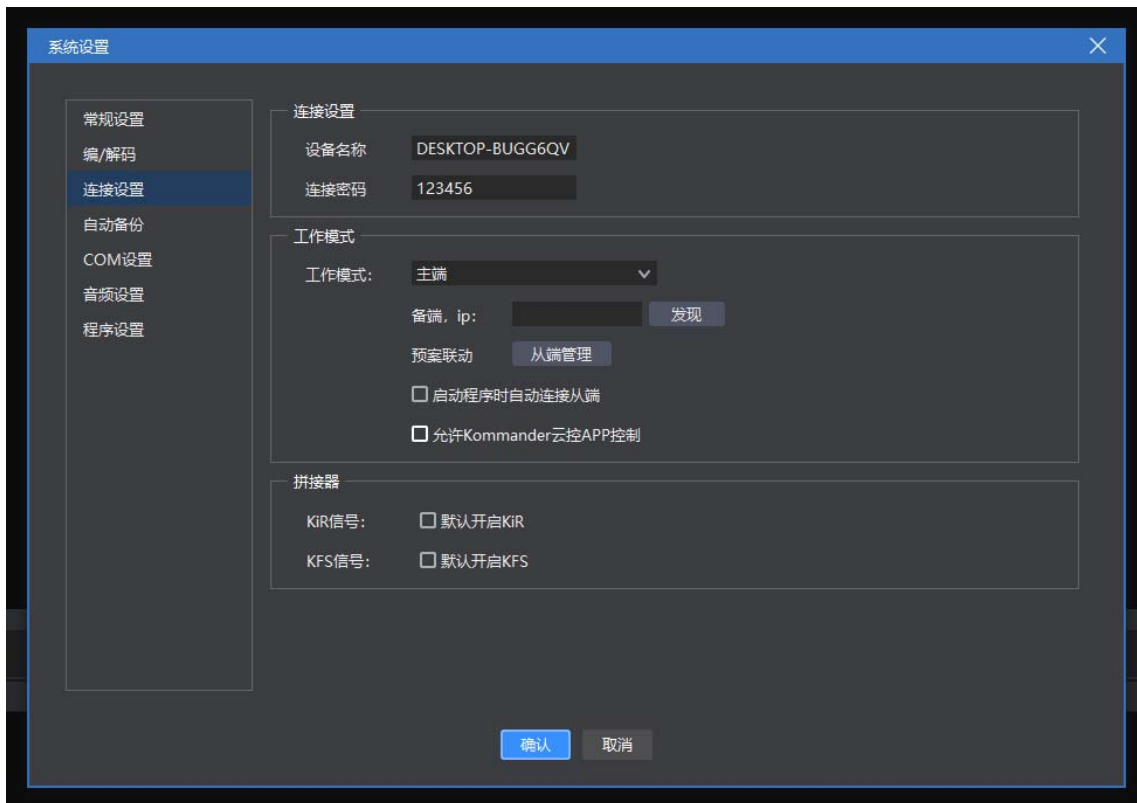 系统设置
常规设置
编/解码
连接设置
自动备份
COM设置
音频设置
程序设置
连接设置
设备名称 DESKTOP-BUGG6QV
连接密码 123456
工作模式
工作模式: 主端
备端, ip: 发现
预案联动 从端管理
启动程序时自动连接从端
允许Kommander云控APP控制
拼接器
KiR信号: 默认开启KiR
KFS信号: 默认开启KFS
确认 取消